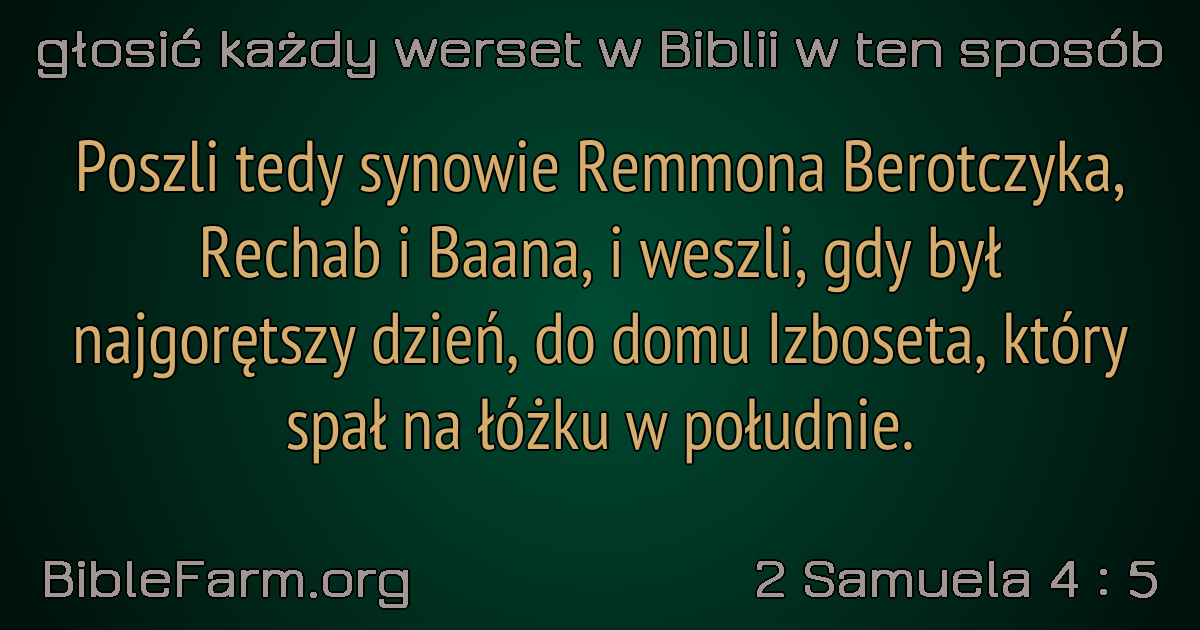 głosić każdy werset w Biblii w ten sposób
Poszli tedy synowie Remmona Berotczyka,
Rechab i Baana, i weszli, gdy był
najgorętszy dzień, do domu Izboseta, który
spał na łóżku w południe.
BibleFarm.org
2 Samuela 4 : 5